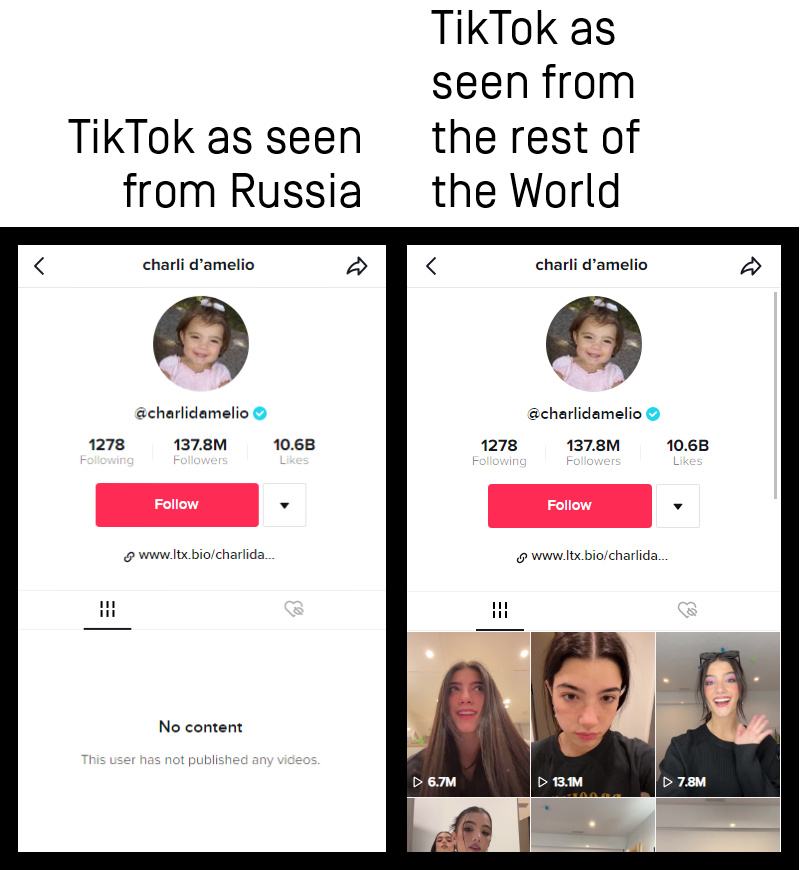 TikTok as seen
from Russia
TikTok as
seen from
the rest of
the World
charli d’amelio
@charlidamelio
1278
137.8M
10.6B
Following
Followers
Likes
Follow
www.ltx.bio/charlida...
No content
This user has not published any videos.
charli d’amelio
@charlidamelio
1278
137.8M
10.6B
Following
Followers
Likes
Follow
www.ltx.bio/charlida...
6.7M
13.1M
7.8M